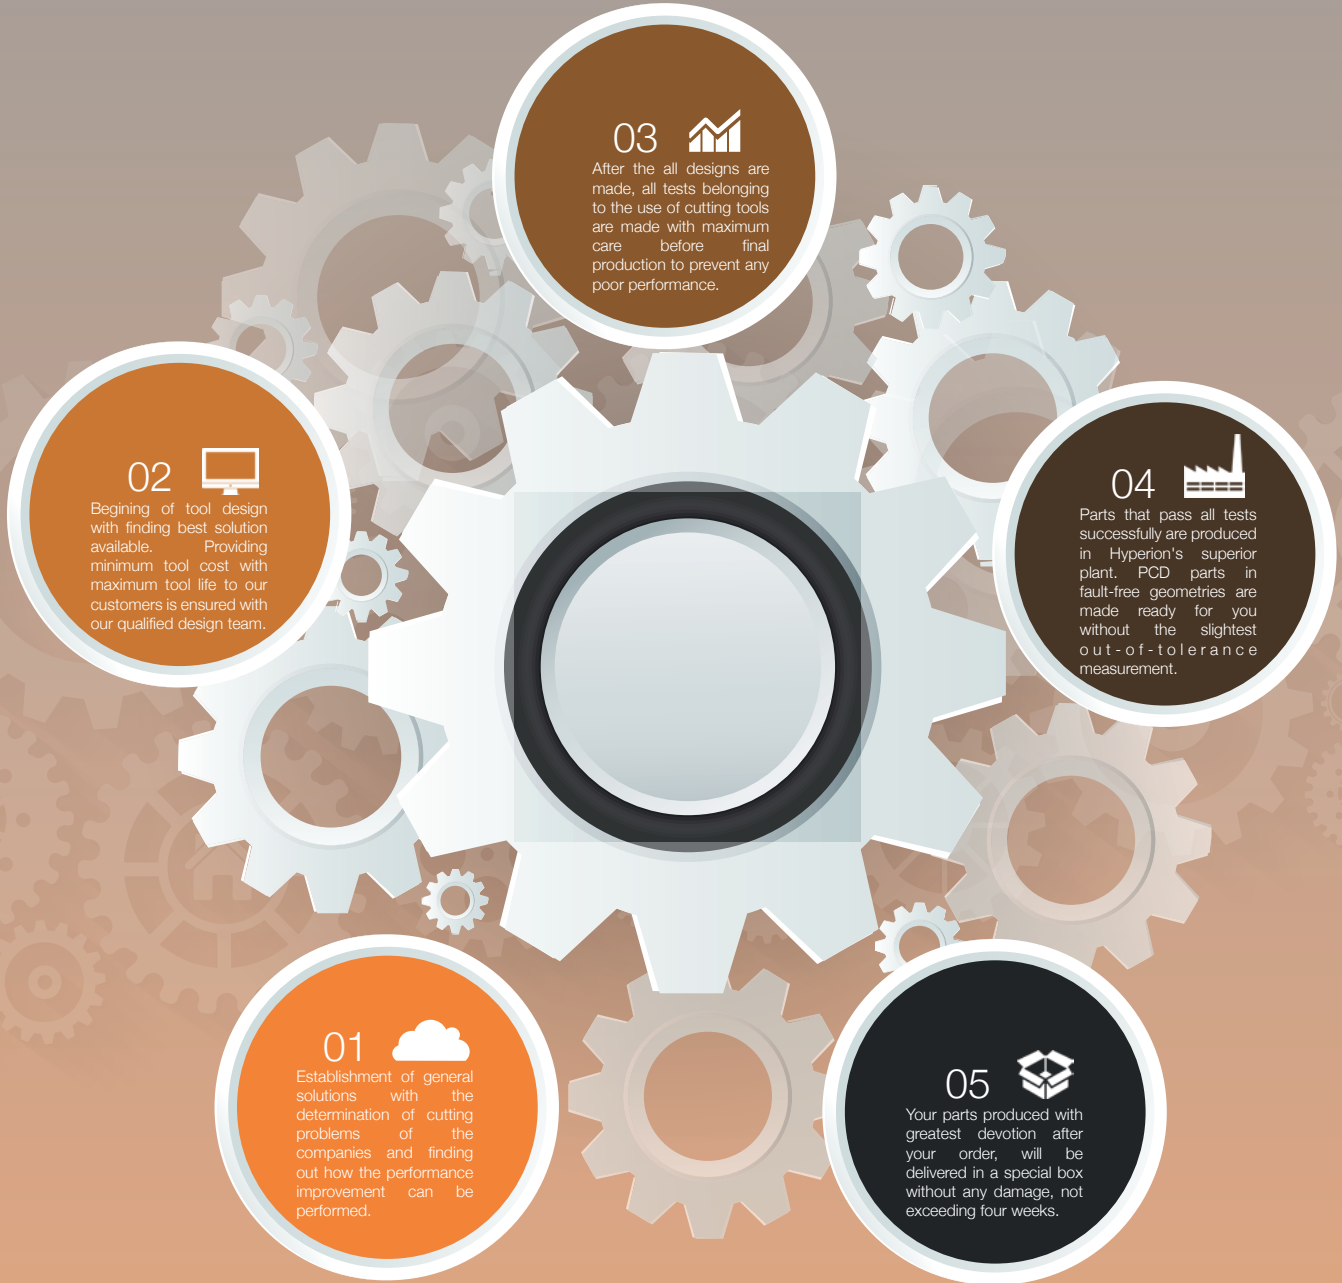 01
Establishment of general
solutions with the
determination of cutting
problems of the
companies and finding
out how the performance
improvement can be
performed.
02
Begining of tool design
with finding best solution
available. Providing
minimum tool cost with
maximum tool life to our
customers is ensured with
our qualified design team.
03
After the all designs are
made, all tests belonging
to the use of cutting tools
are made with maximum
care before final
production to prevent any
poor performance.
04
Parts that pass all tests
successfully are produced
in Hyperion's superior
plant. PCD parts in
fault-free geometries are
made ready for you
without the slightest
out-of-tolerance
measurement.
05
Your parts produced with
greatest devotion after
your order, will be
delivered in a special box
without any damage, not
exceeding four weeks.